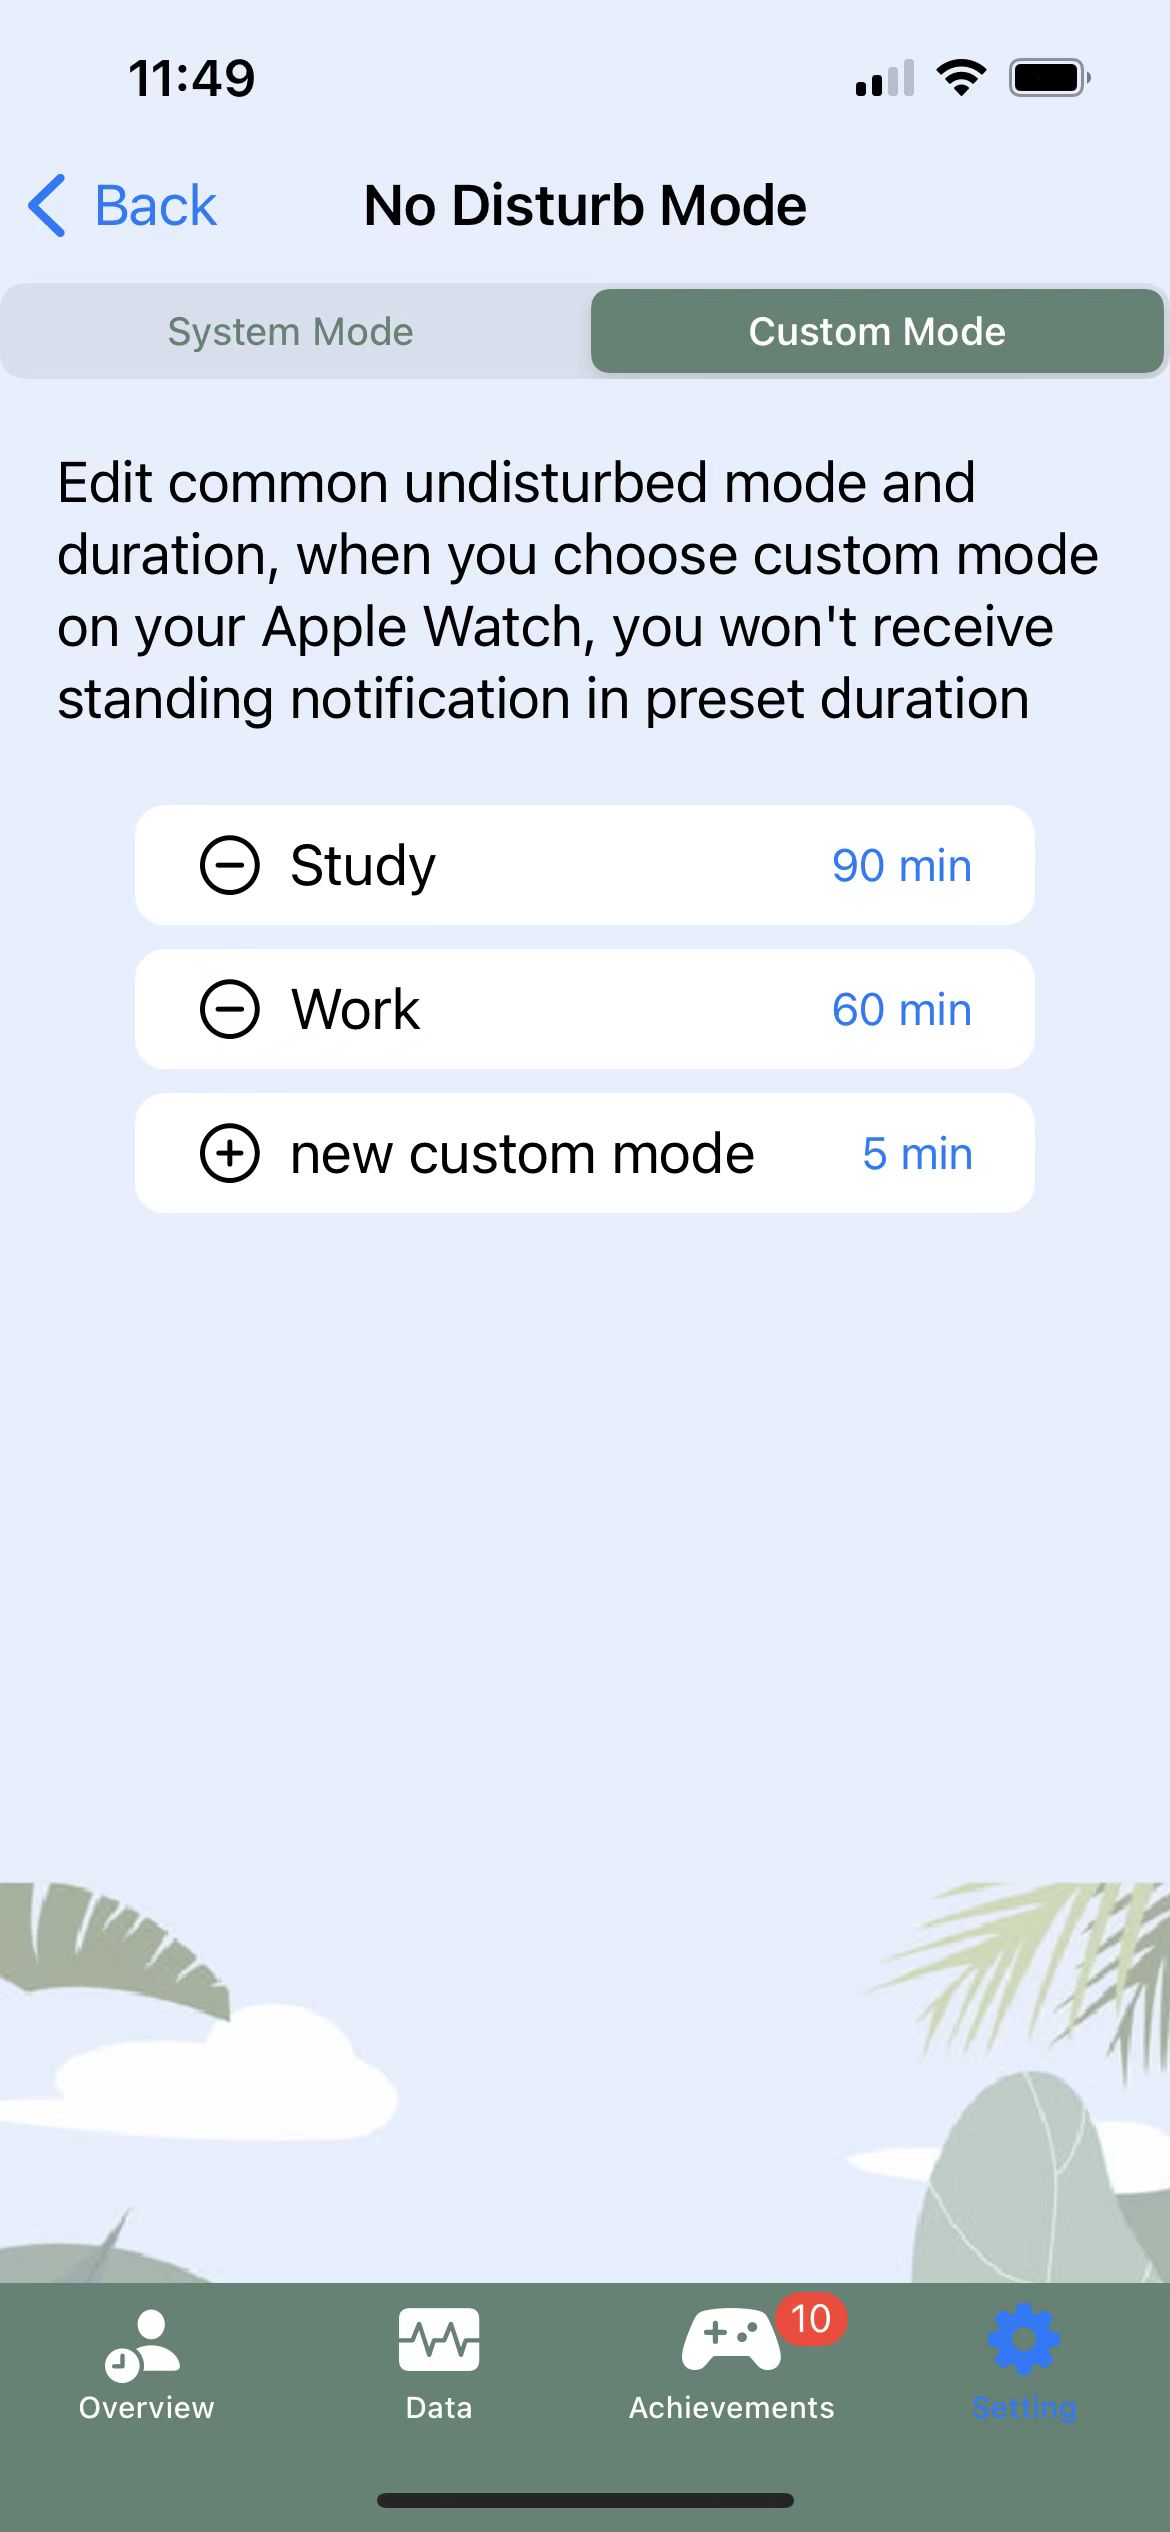 11:49
Back
No Disturb Mode
System Mode
Custom Mode
Edit common undisturbed mode and
duration, when you choose custom mode
on your Apple Watch, you won't receive
standing notification in preset duration
Study 90 min
Work 60 min
new custom mode 5 min
10
Overview
Data
Achievements
Setting